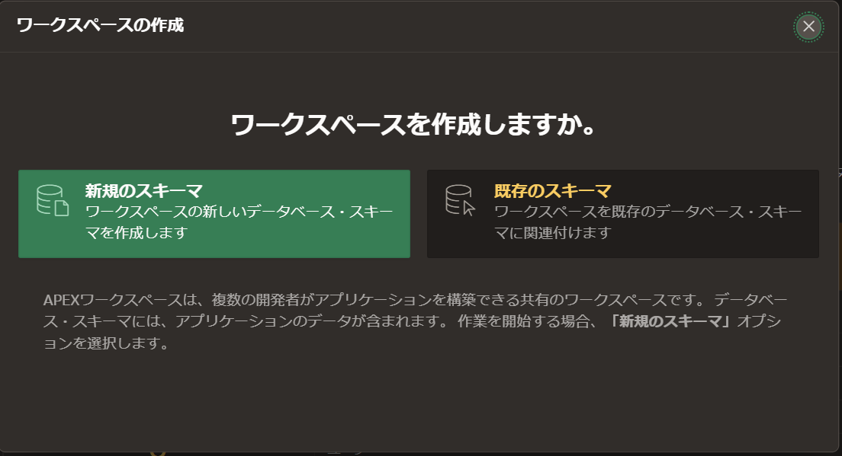 ワークスペースの作成
ワークスペースを作成しますか。
新規のスキーマ
ワークスペースの新しいデータベース・スキー
マを作成します
既存のスキーマ
ワークスペースを既存のデータベース・スキー
マに関連付けます
APEXワークスペースは、複数の開発者がアプリケーションを構築できる共有のワークスペースです。 データベー
ス・スキーマには、アプリケーションのデータが含まれます。 作業を開始する場合、「新規のスキーマ」オプシ
ョンを選択します。